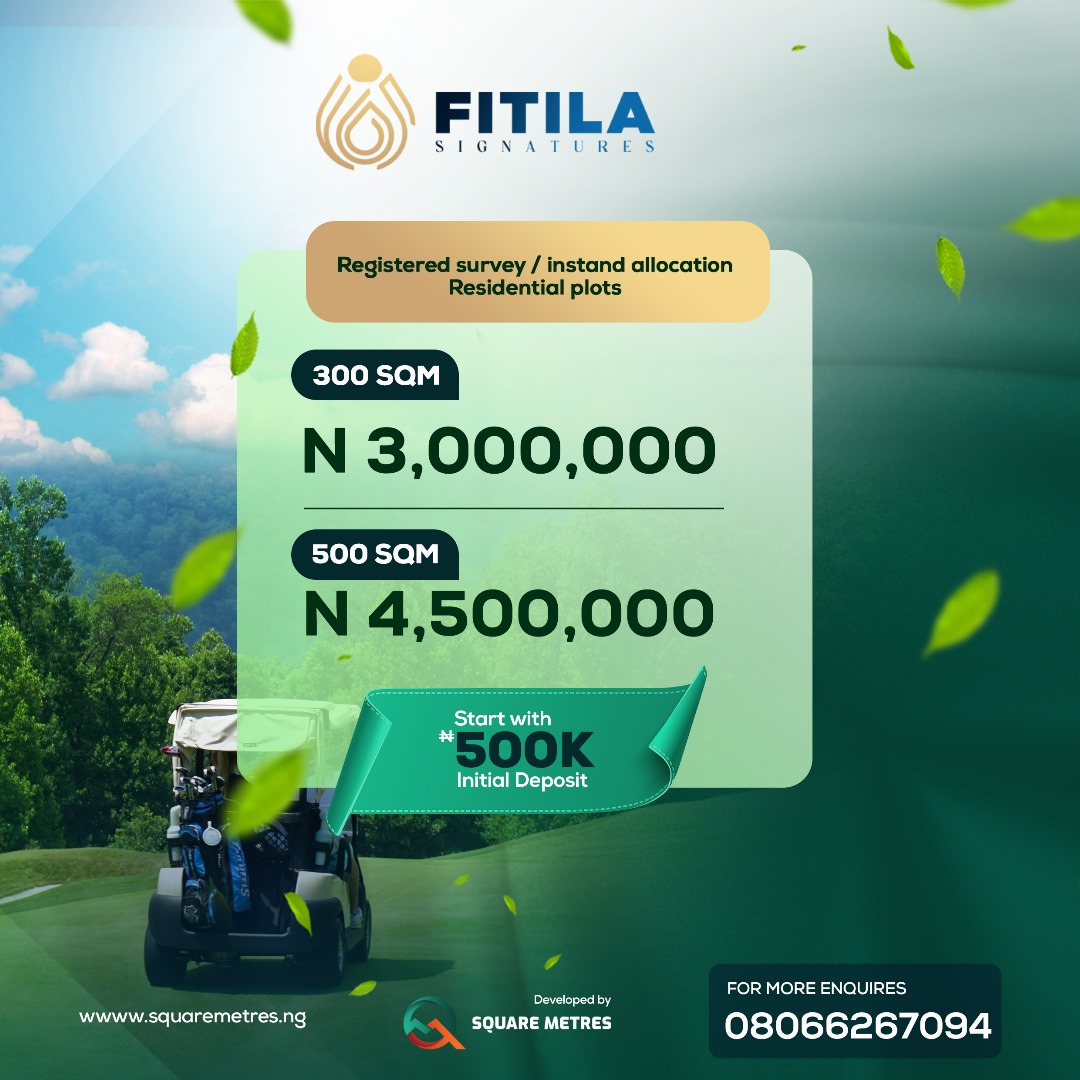 FITILA
SIGNATURES
Registered survey / instand allocation
Residential plots
300 SQM
N 3,000,000
500 SQM
N 4,500,000
Start with
₦500K
Initial Deposit
www.squaremetres.ng
Developed by
SQUARE METRES
FOR MORE ENQUIRES
08066267094